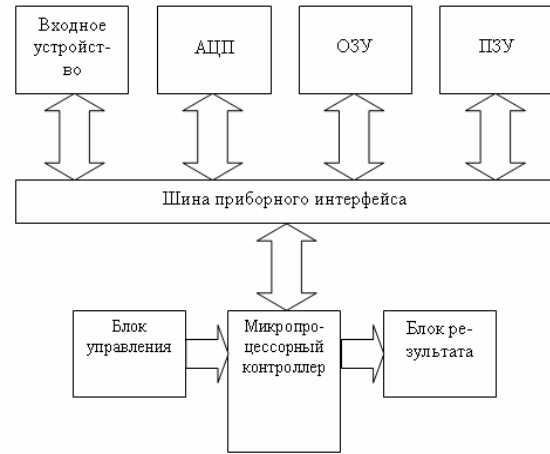 Входное
устройст-
во
АЦП
ОЗУ
ПЗУ
Шина приборного интерфейса
Блок
управления
Микропро-
цессорный
контроллер
Блок ре-
зультата